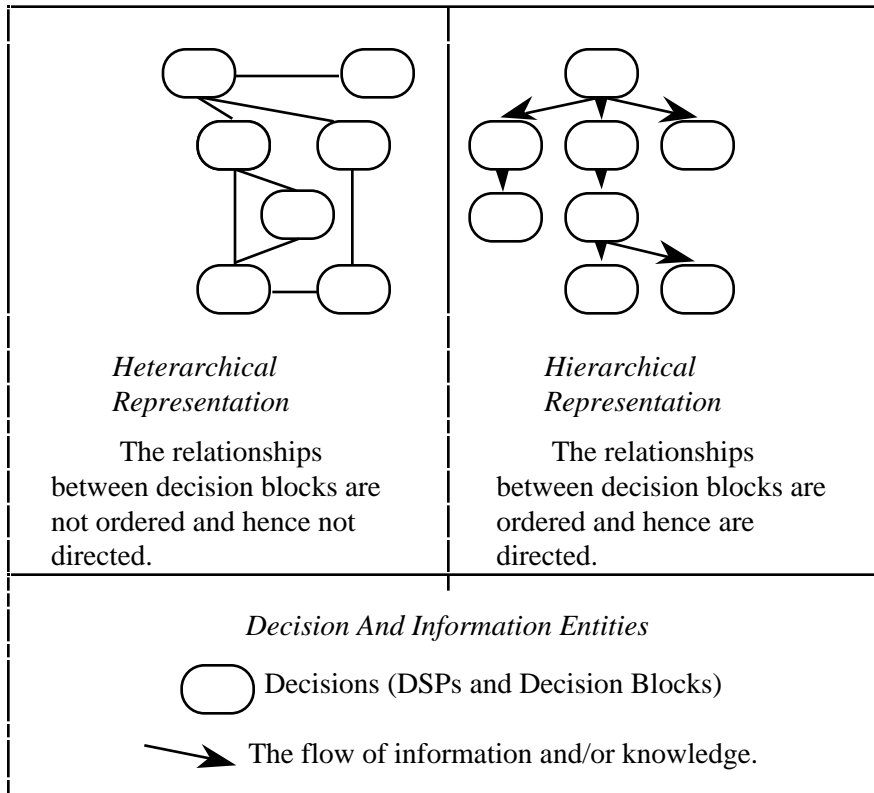 Heterarchical
Representation
The relationships
between decision blocks are
not ordered and hence not
directed.
Hierarchical
Representation
The relationships
between decision blocks are
ordered and hence are
directed.
Decision And Information Entities
Decisions (DSPs and Decision Blocks)
The flow of information and/or knowledge.